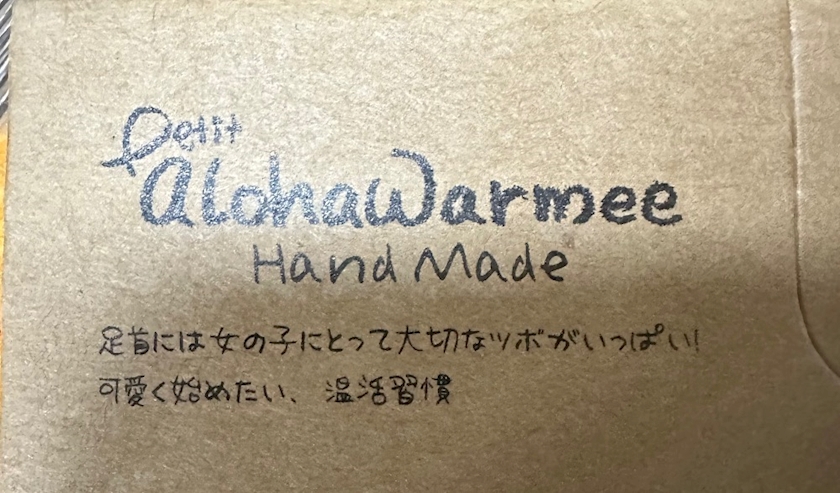 Petit
alohaWarmee
Hand Made
足首には女の子にとって大切なツボがいっぱい!
可愛く始めたい、温活習慣